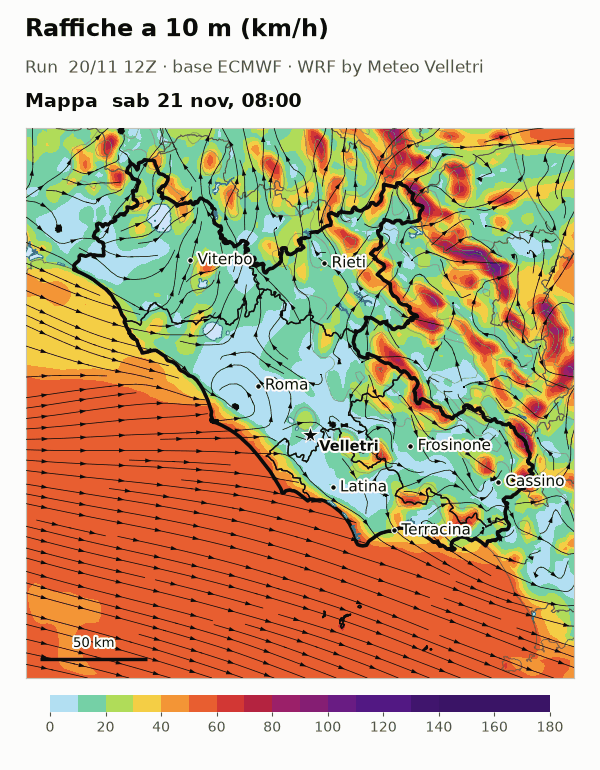 Raffiche a 10 m (km/h)
Run  20/11 12Z · base ECMWF · WRF by Meteo Velletri
Mappa  sab 21 nov, 08:00
Viterbo
Rieti
Roma
Velletri
Frosinone
Cassino
Latina
Terracina
50 km
0 20 40 60 80 100 120 140 160 180